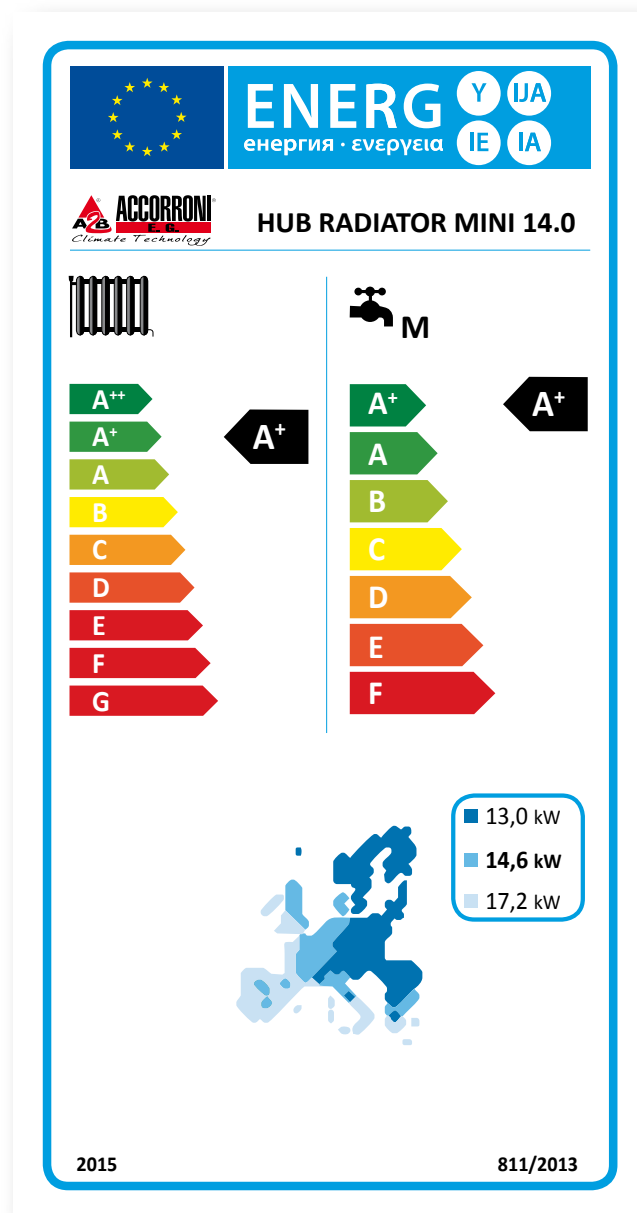 ENERG Y IJA
енергия · ενεργεια IE IA
A2B ACCORRONI®
E. G.
Climate Technology
HUB RADIATOR MINI 14.0
M
A++
A+
A
B
C
D
E
F
G
A+
A+
A
B
C
D
E
F
A+
13,0 kW
14,6 kW
17,2 kW
2015
811/2013